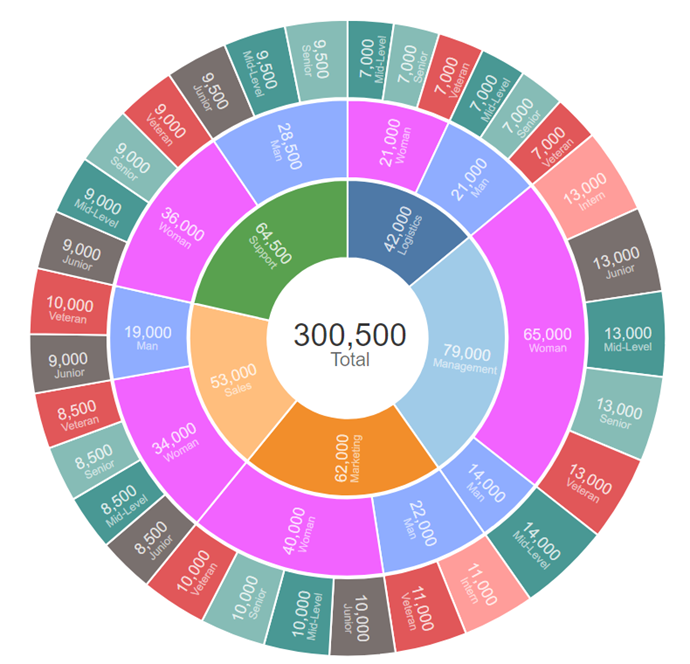 300,500
Total
42,000
Logistics
79,000
Management
62,000
Marketing
53,000
Sales
64,500
Support
21,000
Woman
21,000
Man
65,000
Woman
14,000
Man
22,000
Man
40,000
Woman
34,000
Woman
19,000
Man
36,000
Woman
28,500
Man
7,000
Mid-Level
7,000
Senior
7,000
Veteran
7,000
Mid-Level
7,000
Senior
7,000
Veteran
13,000
Intern
13,000
Junior
13,000
Mid-Level
13,000
Senior
13,000
Veteran
14,000
Mid-Level
11,000
Intern
11,000
Veteran
10,000
Junior
10,000
Mid-Level
10,000
Senior
10,000
Veteran
8,500
Junior
8,500
Mid-Level
8,500
Senior
8,500
Veteran
9,000
Junior
10,000
Veteran
9,000
Junior
9,000
Mid-Level
9,000
Senior
9,000
Veteran
9,500
Junior
9,500
Mid-Level
9,500
Senior